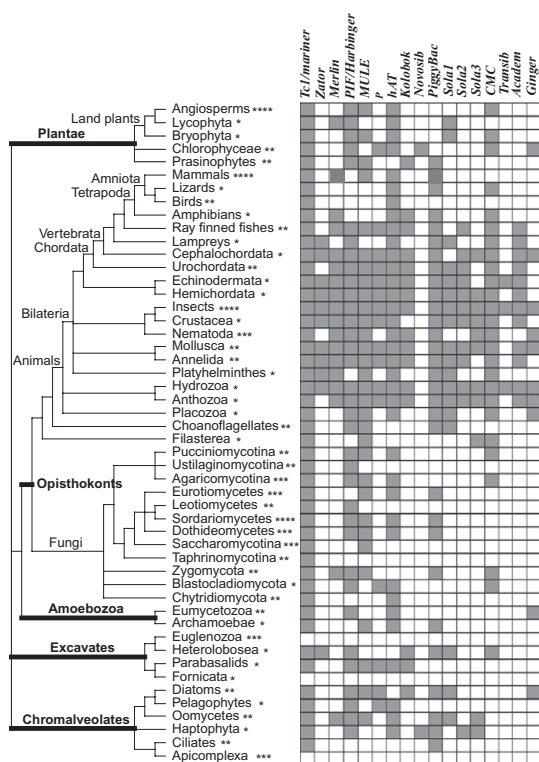 Tc1/mariner
Zator
Merlin
PIF/Harbinger
MULE
P
hAT
Kolobok
Novosib
PiggyBac
Sola1
Sola2
Sola3
CMC
Transib
Academ
Ginger
Angiosperms ****
Land plants
Lycophyta *
Bryophyta *
Plantae
Chlorophyceae **
Prasinophytes **
Mammals ****
Amniota
Lizards *
Tetrapoda
Birds **
Amphibians *
Ray finned fishes **
Vertebrata
Lampreys *
Chordata
Cephalochordata *
Urochordata **
Echinodermata *
Hemichordata *
Insects ****
Bilateria
Crustacea *
Nematoda ***
Mollusca **
Annelida **
Animals
Platyhelminthes *
Hydrozoa *
Anthozoa *
Placozoa *
Choanoflagellates **
Filasterea *
Pucciniomycotina **
Ustilaginomycotina **
Opisthokonts
Agaricomycotina ***
Eurotiomycetes ***
Leotiomycetes **
Sordariomycetes ****
Dothideomycetes ***
Fungi
Saccharomycotina ***
Taphrinomycotina **
Zygomycota **
Blastocladiomycota *
Chytridiomycota **
Amoebozoa
Eumycetozoa **
Archamoebae *
Euglenozoa ***
Excavates
Heterolobosea *
Parabasalids *
Fornicata *
Diatoms **
Pelagophytes *
Chromalveolates
Oomycetes **
Haptophyta *
Ciliates **
Apicomplexa ***